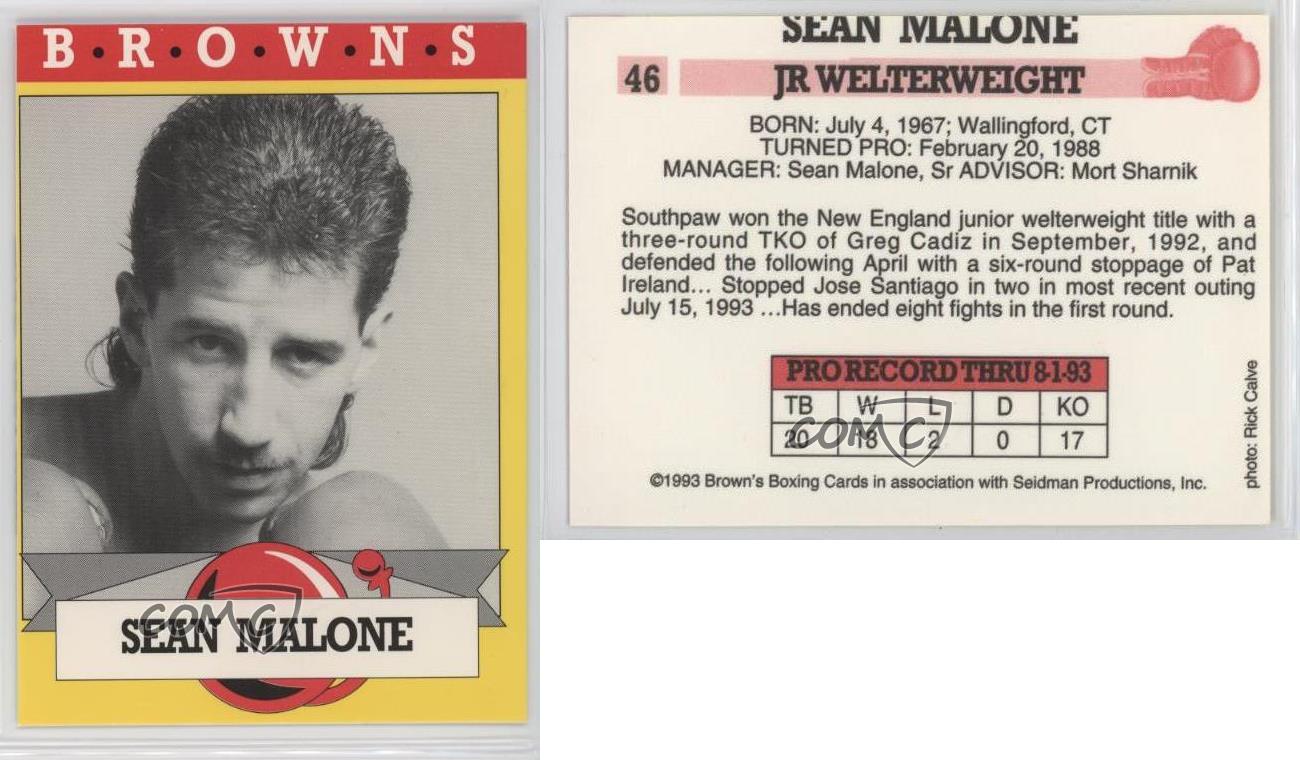 B•R•O•W•N•S
SEAN MALONE
COMC
SEAN MALONE
46
JR WELTERWEIGHT
BORN: July 4, 1967; Wallingford, CT
TURNED PRO: February 20, 1988
MANAGER: Sean Malone, Sr ADVISOR: Mort Sharnik
Southpaw won the New England junior welterweight title with a
three-round TKO of Greg Cadiz in September, 1992, and
defended the following April with a six-round stoppage of Pat
Ireland... Stopped Jose Santiago in two in most recent outing
July 15, 1993 ...Has ended eight fights in the first round.
PRO RECORD THRU 8-1-93
TB W L D KO
20 18 2 0 17
COMC
©1993 Brown's Boxing Cards in association with Seidman Productions, Inc.
photo: Rick Calve